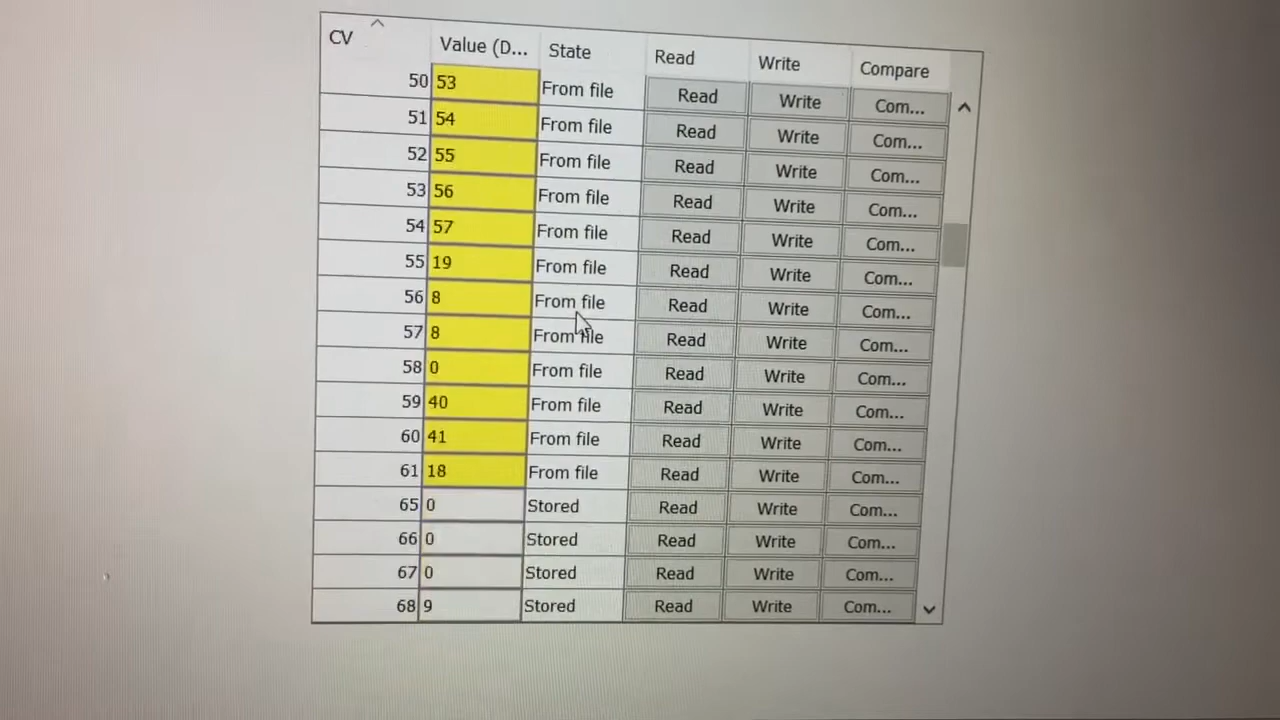 CV Value (D... State Read Write Compare
50 53 From file Read Write Com...
51 54 From file Read Write Com...
52 55 From file Read Write Com...
53 56 From file Read Write Com...
54 57 From file Read Write Com...
55 19 From file Read Write Com...
56 8 From file Read Write Com...
57 8 From file Read Write Com...
58 0 From file Read Write Com...
59 40 From file Read Write Com...
60 41 From file Read Write Com...
61 18 From file Read Write Com...
65 0 Stored Read Write Com...
66 0 Stored Read Write Com...
67 0 Stored Read Write Com...
68 9 Stored Read Write Com...